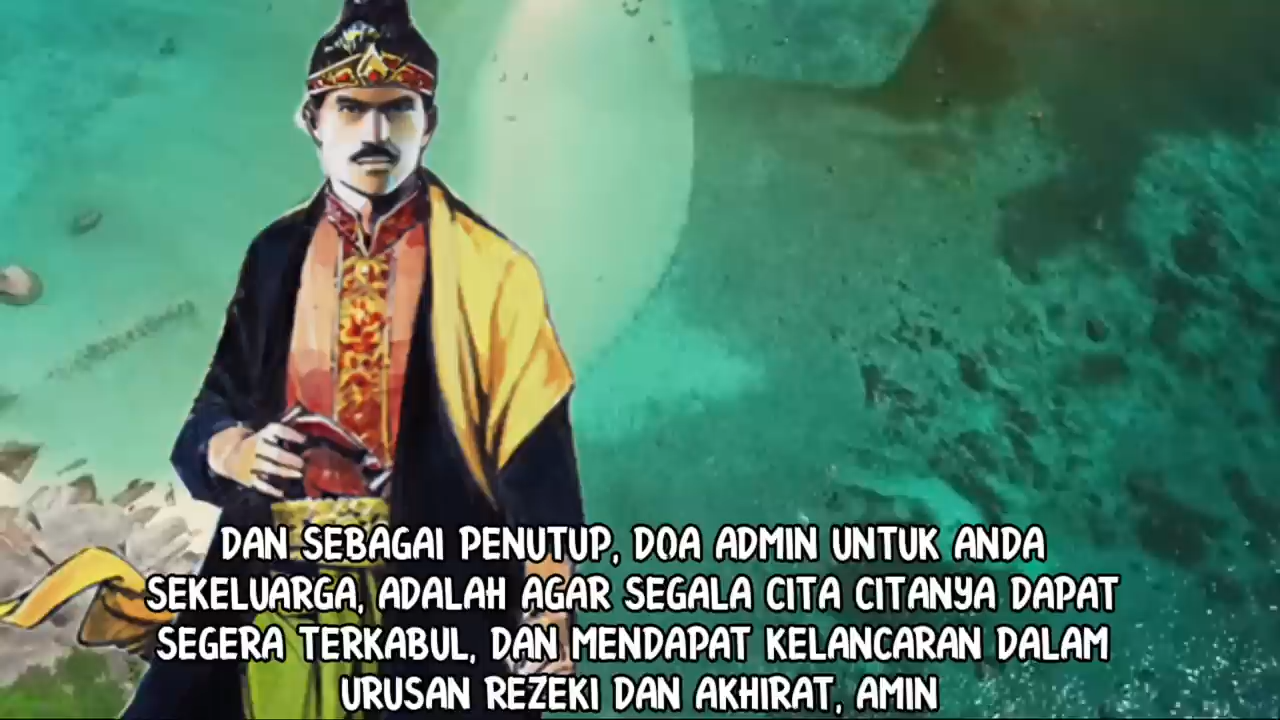 DAN SEBAGAI PENUTUP, DOA ADMIN UNTUK ANDA
SEKELUARGA, ADALAH AGAR SEGALA CITA CITANYA DAPAT
SEGERA TERKABUL, DAN MENDAPAT KELANCARAN DALAM
URUSAN REZEKI DAN AKHIRAT, AMIN